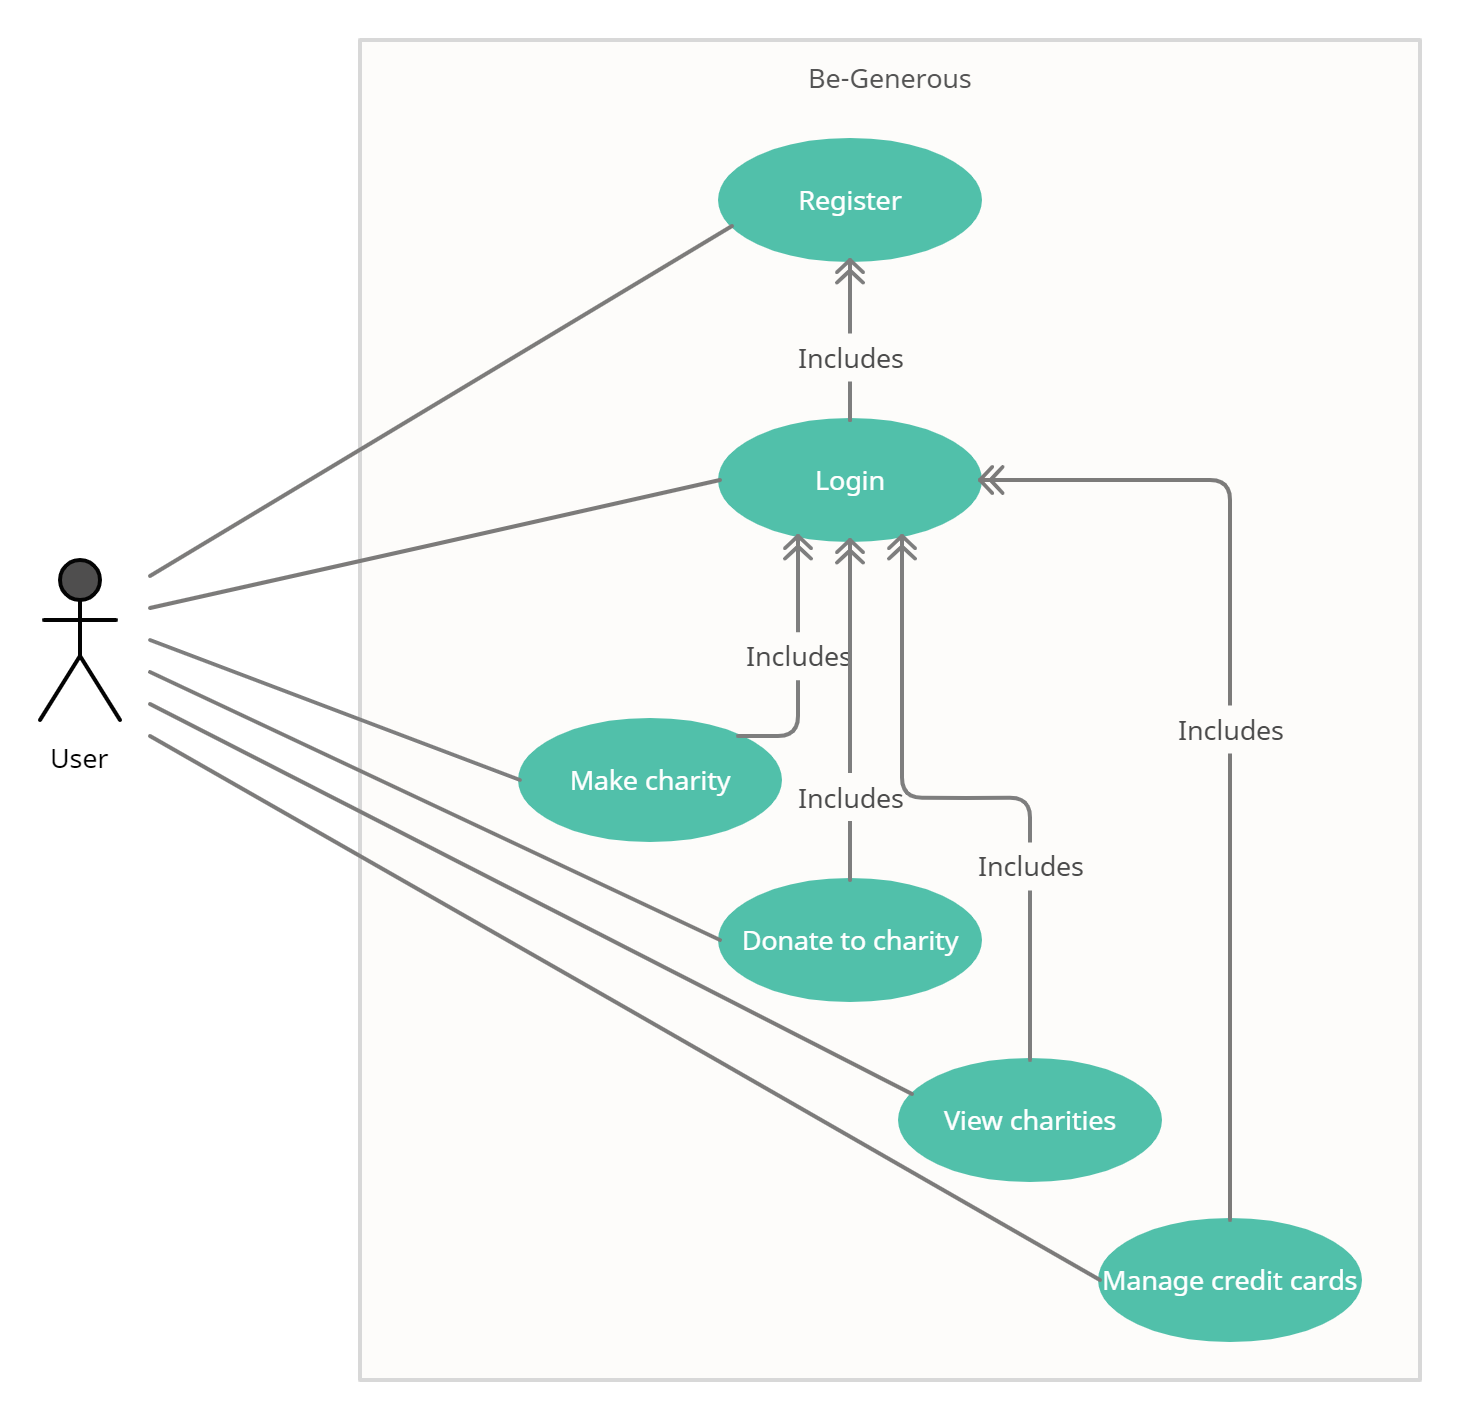 Be-Generous
Register
Includes
Login
Includes
Includes
User
Make charity
Includes
Includes
Donate to charity
View charities
Manage credit cards